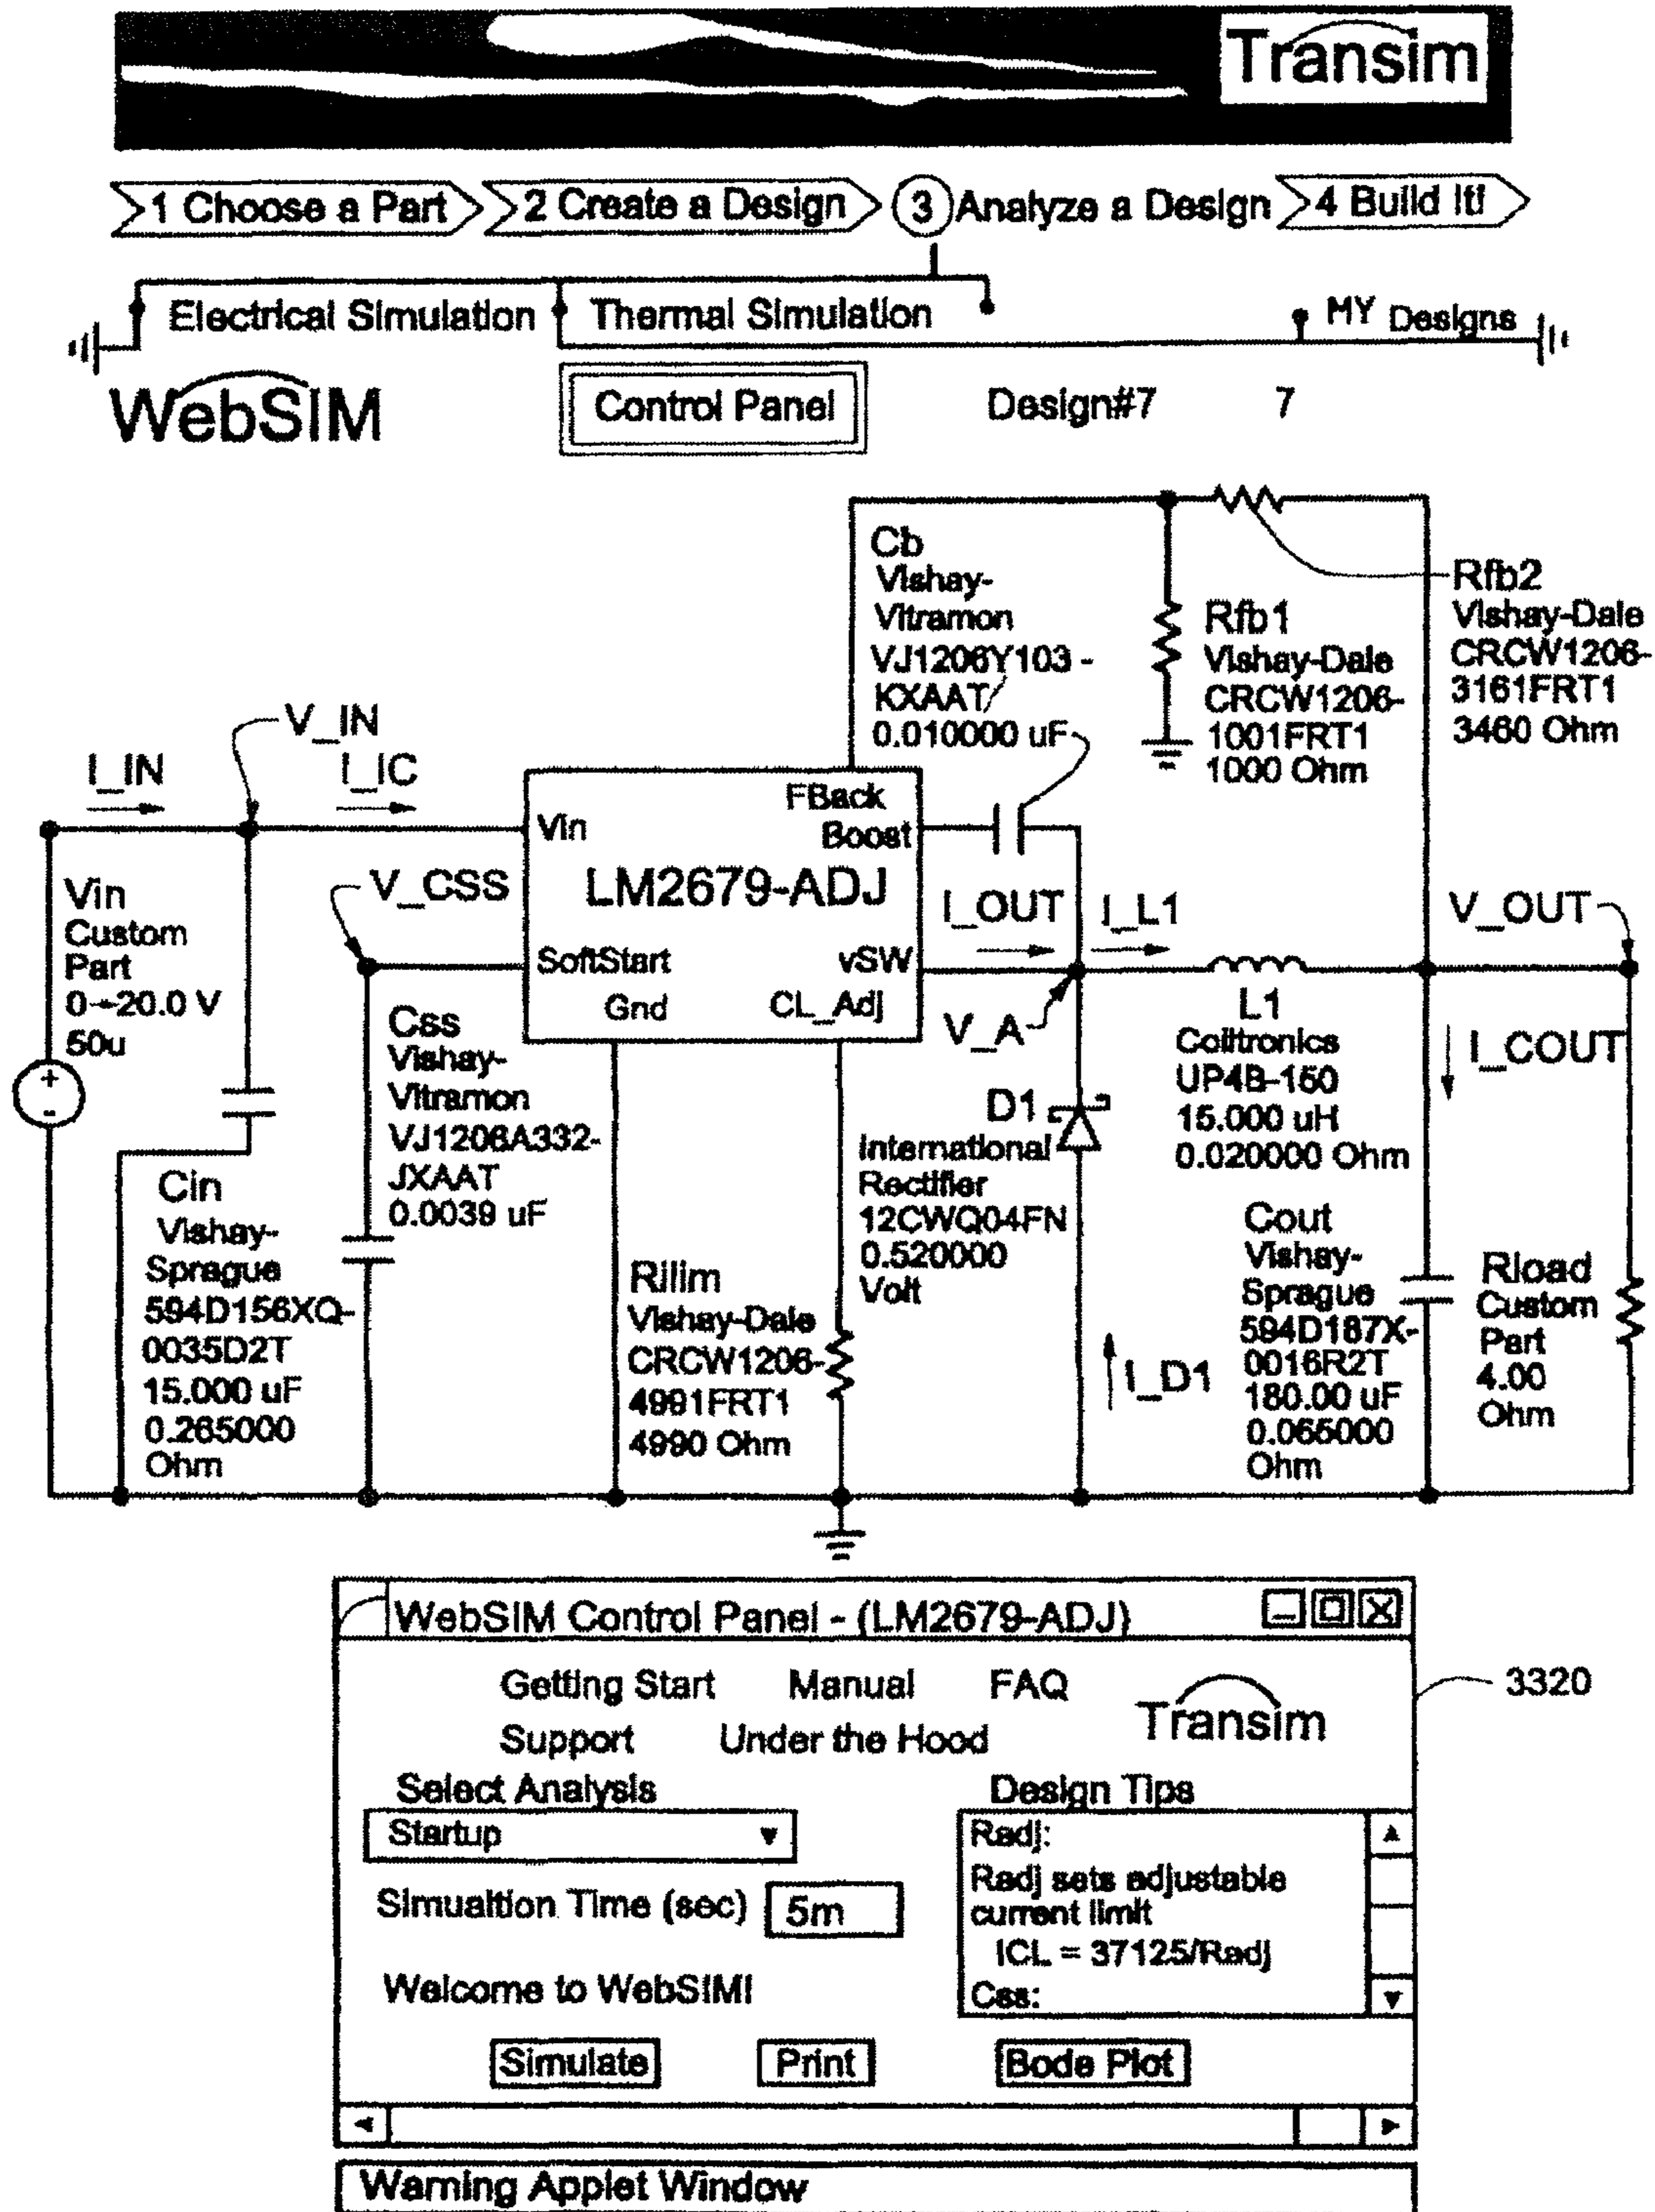 Transim
1 Choose a Part
2 Create a Design
3 Analyze a Design
4 Build It!
Electrical Simulation
Thermal Simulation
MY Designs
WebSIM
Control Panel
Design#7
7
Cb
Vishay-
Vitramon
VJ1206Y103 -
KXAAT
0.010000 uF
Rfb1
Vishay-Dale
CRCW1206-
1001FRT1
1000 Ohm
Rfb2
Vishay-Dale
CRCW1206-
3161FRT1
3460 Ohm
I_IN
V_IN
I_IC
Vin
FBack
Boost
LM2679-ADJ
SoftStart
vSW
Gnd
CL_Adj
V_CSS
I_OUT
I_L1
V_OUT
V_A
I_COUT
Vin
Custom
Part
0→20.0 V
50u
+
-
Css
Vishay-
Vitramon
VJ1206A332-
JXAAT
0.0039 uF
L1
Coiltronics
UP4B-150
15.000 uH
0.020000 Ohm
D1
International
Rectifier
12CWQ04FN
0.520000
Volt
Cin
Vishay-
Sprague
594D156XQ-
0035D2T
15.000 uF
0.265000
Ohm
Rilim
Vishay-Dale
CRCW1206-
4991FRT1
4990 Ohm
I_D1
Cout
Vishay-
Sprague
594D187X-
0016R2T
180.00 uF
0.065000
Ohm
Rload
Custom
Part
4.00
Ohm
WebSIM Control Panel - (LM2679-ADJ)
3320
Getting Start Manual FAQ
Support Under the Hood
Transim
Select Analysis
Startup
Simualtion Time (sec) 5m
Welcome to WebSIM!
Design Tips
Radj:
Radj sets adjustable
current limit
ICL = 37125/Radj
Css:
Simulate Print Bode Plot
Warning Applet Window